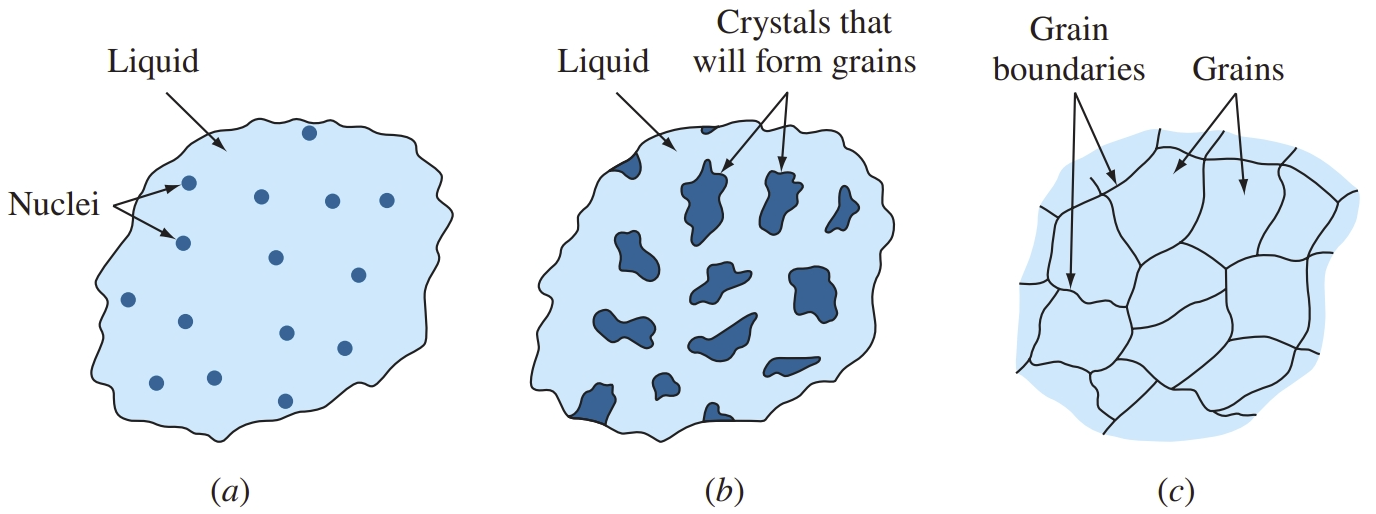 Liquid
Nuclei
(a)
Liquid
Crystals that
will form grains
(b)
Grain
boundaries
Grains
(c)